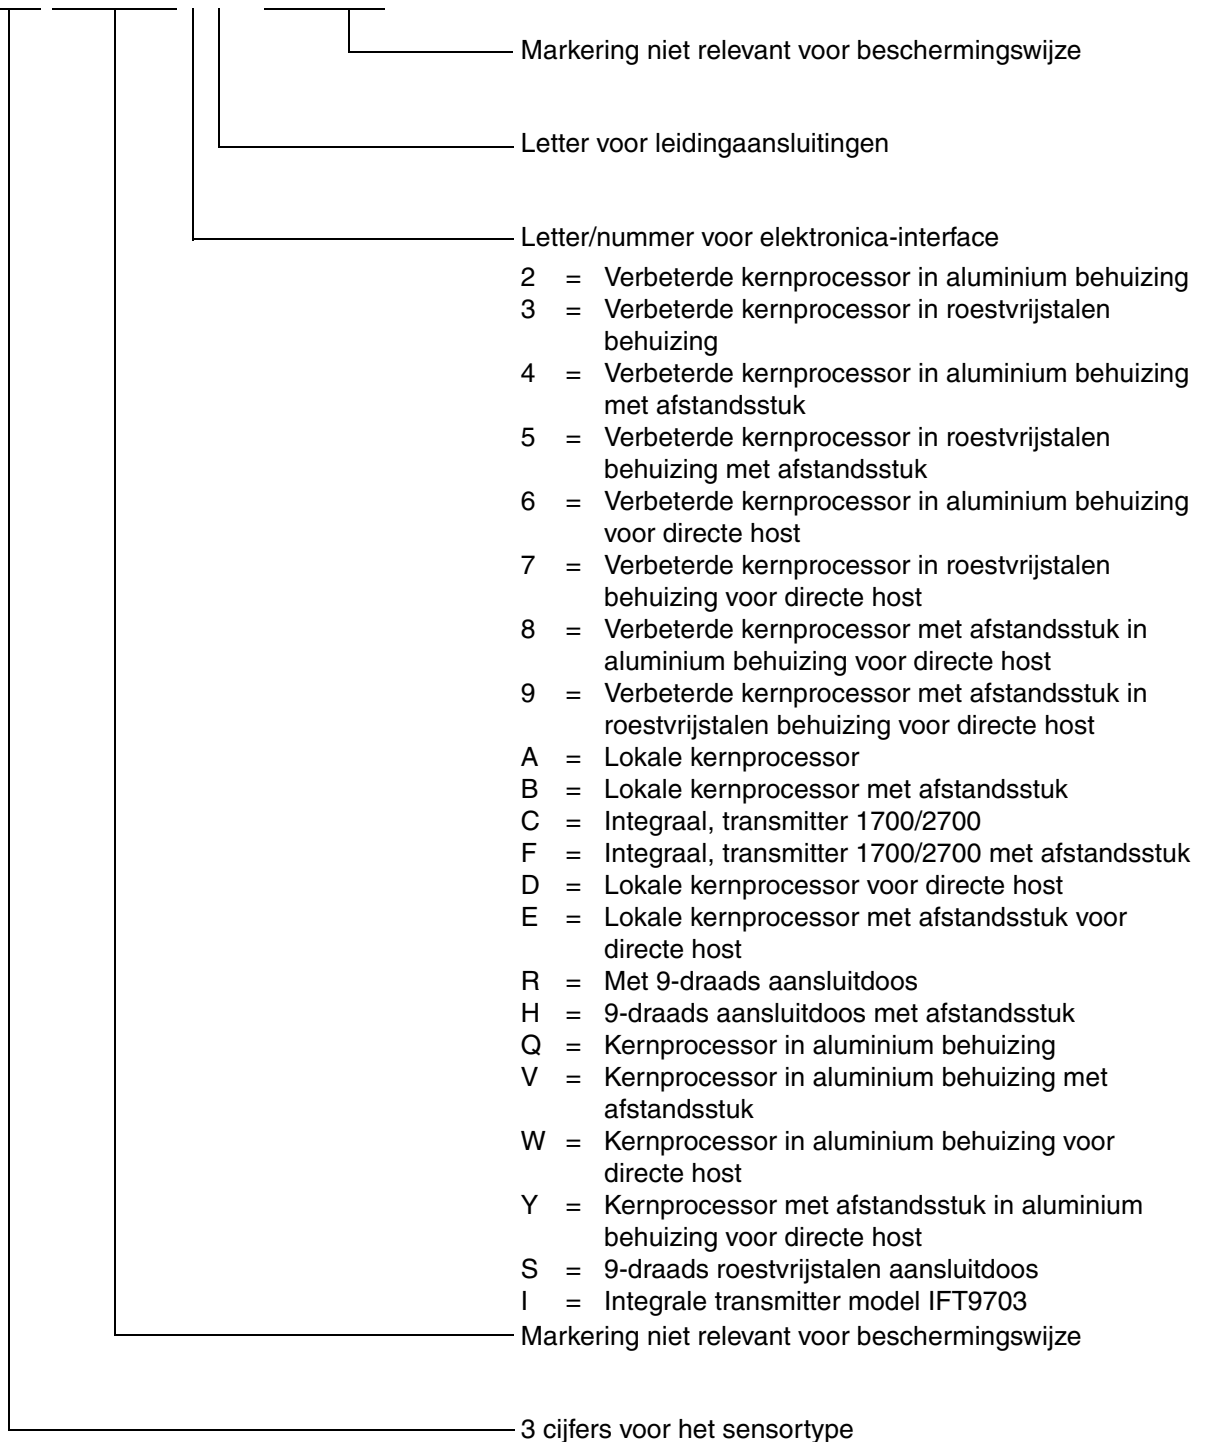 Markering niet relevant voor beschermingswijze
Letter voor leidingaansluitingen
Letter/nummer voor elektronica-interface
2 = Verbeterde kernprocessor in aluminium behuizing
3 = Verbeterde kernprocessor in roestvrijstalen
behuizing
4 = Verbeterde kernprocessor in aluminium behuizing
met afstandsstuk
5 = Verbeterde kernprocessor in roestvrijstalen
behuizing met afstandsstuk
6 = Verbeterde kernprocessor in aluminium behuizing
voor directe host
7 = Verbeterde kernprocessor in roestvrijstalen
behuizing voor directe host
8 = Verbeterde kernprocessor met afstandsstuk in
aluminium behuizing voor directe host
9 = Verbeterde kernprocessor met afstandsstuk in
roestvrijstalen behuizing voor directe host
A = Lokale kernprocessor
B = Lokale kernprocessor met afstandsstuk
C = Integraal, transmitter 1700/2700
F = Integraal, transmitter 1700/2700 met afstandsstuk
D = Lokale kernprocessor voor directe host
E = Lokale kernprocessor met afstandsstuk voor
directe host
R = Met 9-draads aansluitdoos
H = 9-draads aansluitdoos met afstandsstuk
Q = Kernprocessor in aluminium behuizing
V = Kernprocessor in aluminium behuizing met
afstandsstuk
W = Kernprocessor in aluminium behuizing voor
directe host
Y = Kernprocessor met afstandsstuk in aluminium
behuizing voor directe host
S = 9-draads roestvrijstalen aansluitdoos
I = Integrale transmitter model IFT9703
Markering niet relevant voor beschermingswijze
3 cijfers voor het sensortype